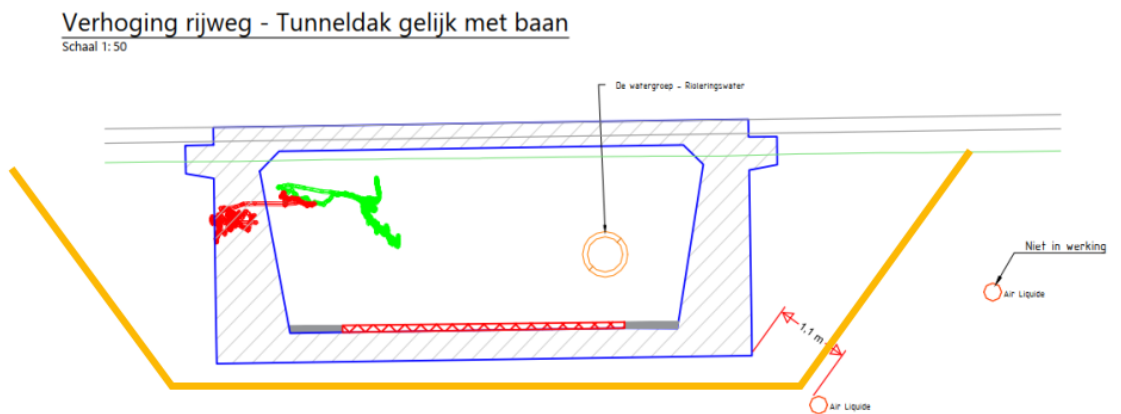 Verhoging rijweg - Tunneldak gelijk met baan
Schaal 1:50
De watergroep - Rioleringswater
Niet in werking
Air Liquide
1,1 m
Air Liquide